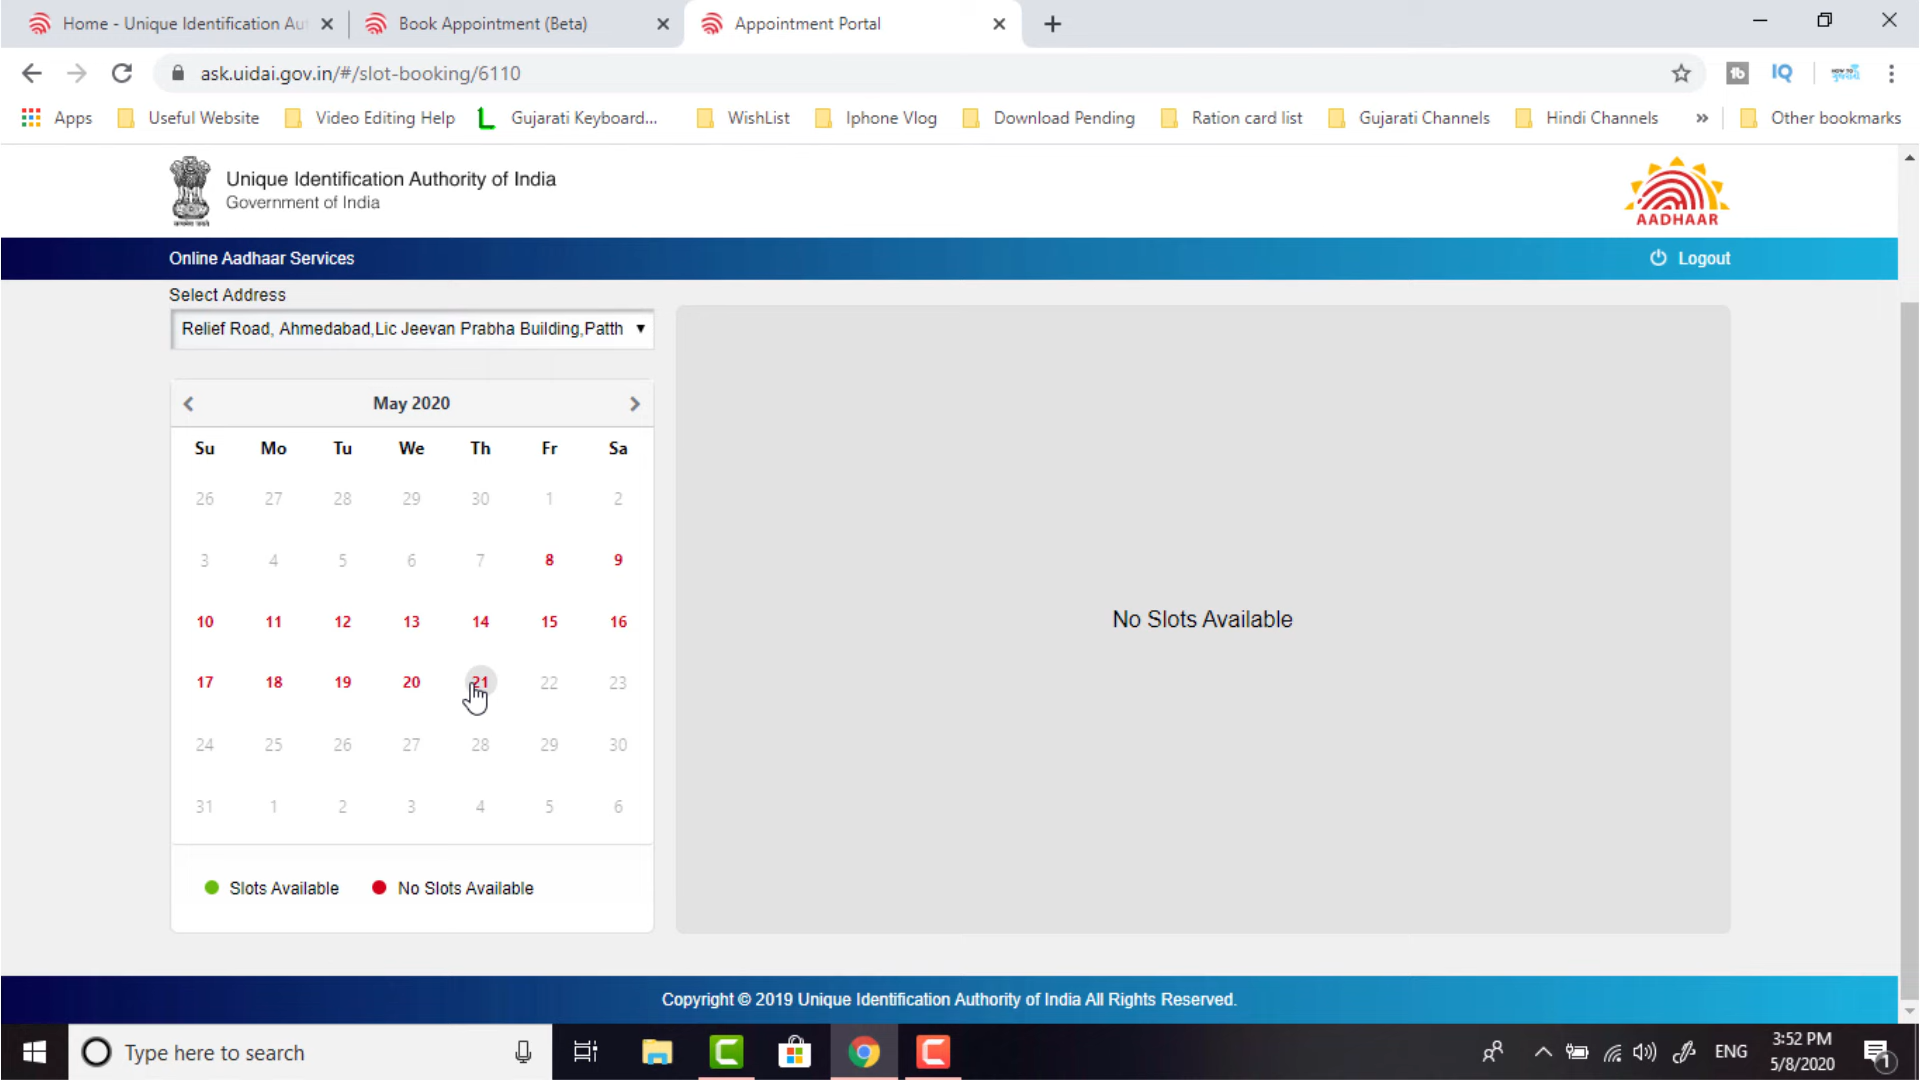 Home - Unique Identification Aut
Book Appointment (Beta)
Appointment Portal
ask.uidai.gov.in/#/slot-booking/6110
Apps
Useful Website
Video Editing Help
Gujarati Keyboard...
WishList
Iphone Vlog
Download Pending
Ration card list
Gujarati Channels
Hindi Channels
»
Other bookmarks
Unique Identification Authority of India
Government of India
AADHAAR
Online Aadhaar Services
Logout
Select Address
Relief Road, Ahmedabad,Lic Jeevan Prabha Building,Patth
May 2020
Su Mo Tu We Th Fr Sa
26 27 28 29 30 1 2
3 4 5 6 7 8 9
10 11 12 13 14 15 16
17 18 19 20 21 22 23
24 25 26 27 28 29 30
31 1 2 3 4 5 6
Slots Available
No Slots Available
No Slots Available
Copyright © 2019 Unique Identification Authority of India All Rights Reserved.
Type here to search
ENG
3:52 PM
5/8/2020
1